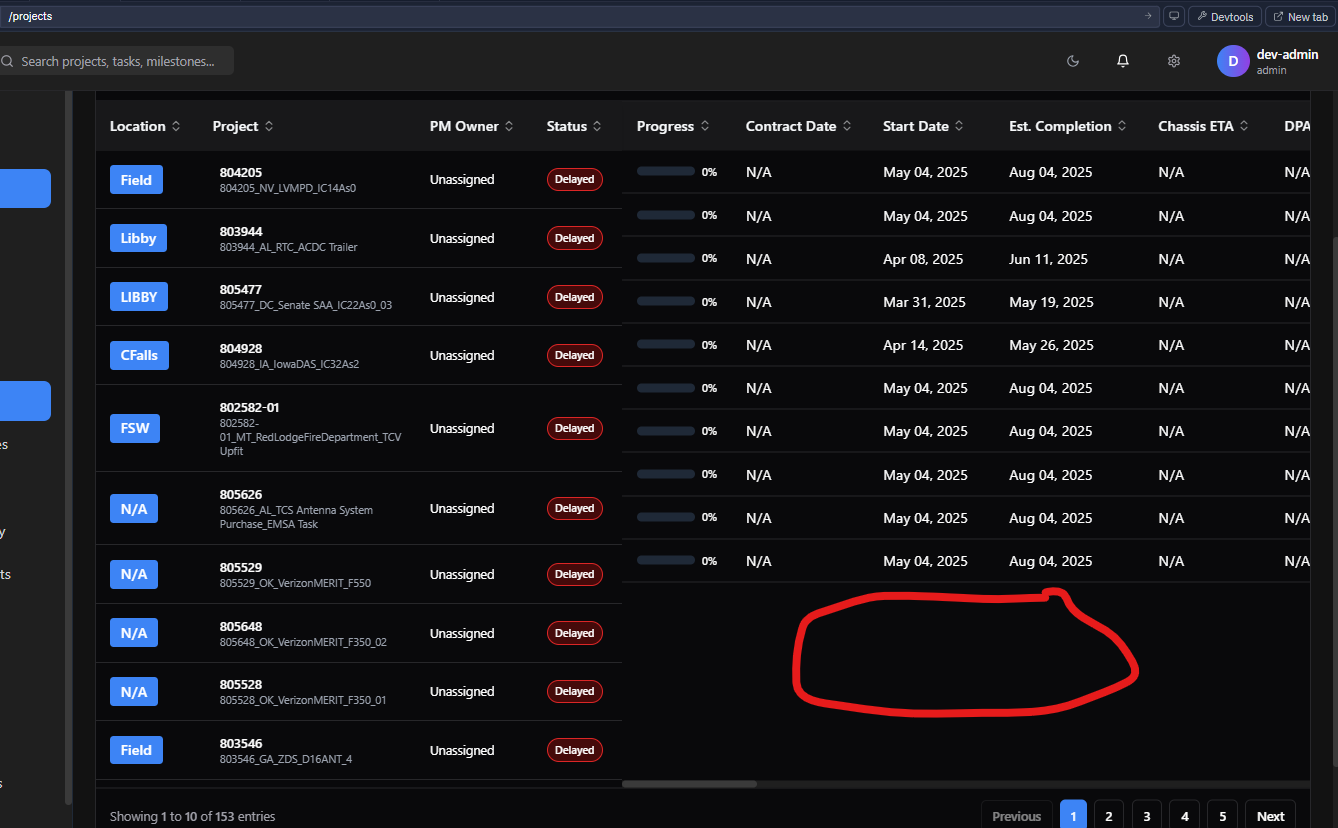 /projects
Devtools
New tab
Search projects, tasks, milestones...
D
dev-admin
admin
Location Project PM Owner Status Progress Contract Date Start Date Est. Completion Chassis ETA DPA
Field 804205 Unassigned Delayed 0% N/A May 04, 2025 Aug 04, 2025 N/A N/A
804205_NV_LVMPD_IC14As0
Libby 803944 Unassigned Delayed 0% N/A May 04, 2025 Aug 04, 2025 N/A N/A
803944_AL_RTC_ACDC Trailer
LIBBY 805477 Unassigned Delayed 0% N/A Apr 08, 2025 Jun 11, 2025 N/A N/A
805477_DC_Senate SAA_IC22As0_03
CFalls 804928 Unassigned Delayed 0% N/A Mar 31, 2025 May 19, 2025 N/A N/A
804928_IA_IowaDAS_IC32As2
FSW 802582-01 Unassigned Delayed 0% N/A Apr 14, 2025 May 26, 2025 N/A N/A
802582-
01_MT_RedLodgeFireDepartment_TCV
Upfit
N/A 805626 Unassigned Delayed 0% N/A May 04, 2025 Aug 04, 2025 N/A N/A
805626_AL_TCS Antenna System
Purchase_EMSA Task
N/A 805529 Unassigned Delayed 0% N/A May 04, 2025 Aug 04, 2025 N/A N/A
805529_OK_VerizonMERIT_F550
N/A 805648 Unassigned Delayed 0% N/A May 04, 2025 Aug 04, 2025 N/A N/A
805648_OK_VerizonMERIT_F350_02
N/A 805528 Unassigned Delayed 0% N/A May 04, 2025 Aug 04, 2025 N/A N/A
805528_OK_VerizonMERIT_F350_01
Field 803546 Unassigned Delayed 0% N/A May 04, 2025 Aug 04, 2025 N/A N/A
803546_GA_ZDS_D16ANT_4
es
y
ts
s
Showing 1 to 10 of 153 entries
Previous 1 2 3 4 5 Next